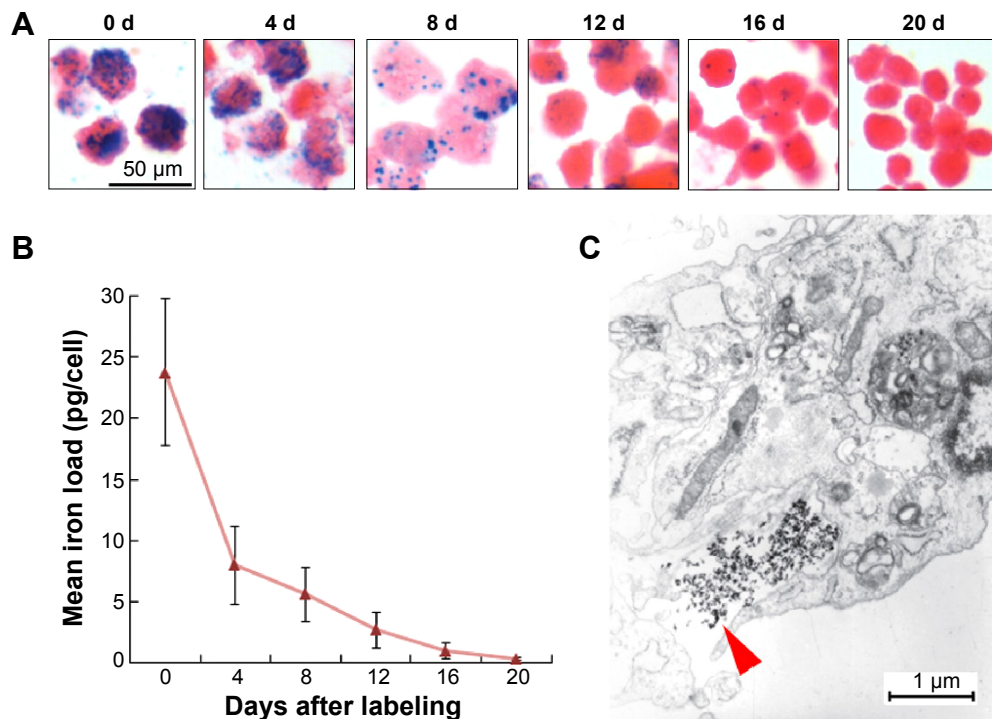 A
0 d 4 d 8 d 12 d 16 d 20 d
50 µm
B
Mean iron load (pg/cell)
30
25
20
15
10
5
0
0 4 8 12 16 20
Days after labeling
C
1 µm